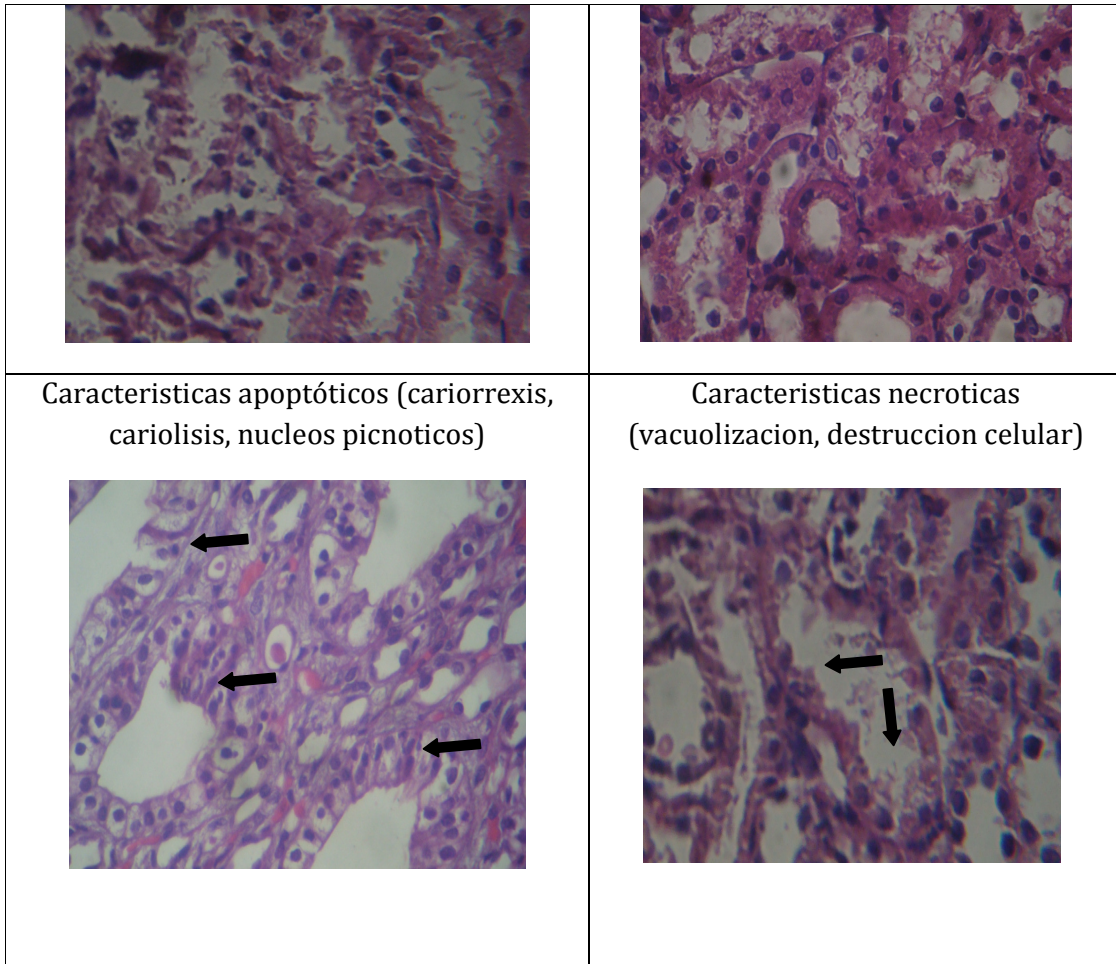 Caracteristicas apoptóticos (cariorrexis,
cariolisis, nucleos picnoticos)
Caracteristicas necroticas
(vacuolizacion, destruccion celular)